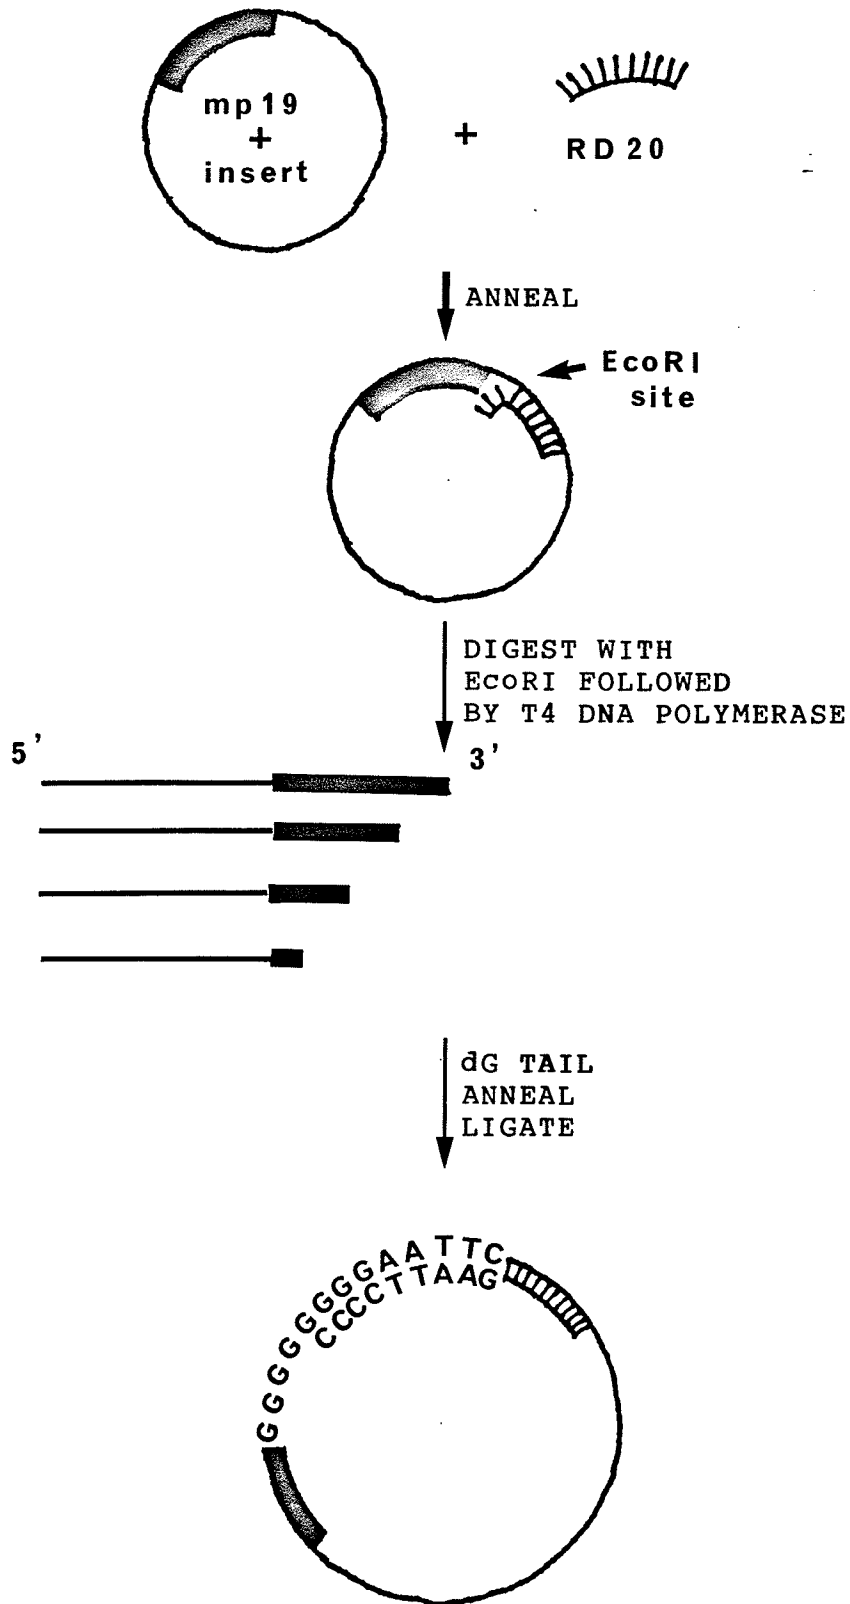 mp19
+
insert
+
RD20
ANNEAL
EcoRI
site
DIGEST WITH
EcoRI FOLLOWED
BY T4 DNA POLYMERASE
5'
3'
dG TAIL
ANNEAL
LIGATE
GGGGGGGGAATTC
CCCCTTAAG